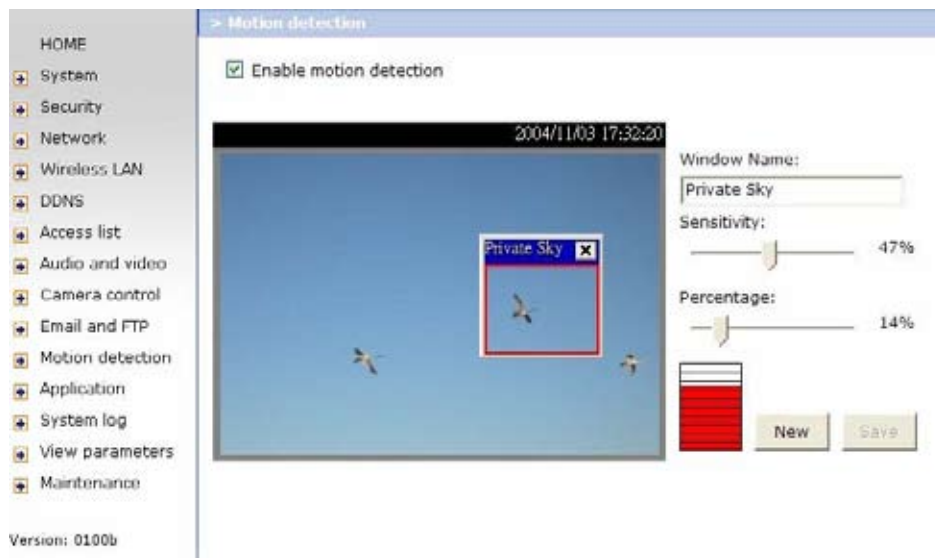 > Motion detection
HOME
System
Security
Network
Wireless LAN
DDNS
Access list
Audio and video
Camera control
Email and FTP
Motion detection
Application
System log
View parameters
Maintenance
Version: 0100b
Enable motion detection
2004/11/03 17:32:20
Private Sky
Window Name:
Private Sky
Sensitivity:
47%
Percentage:
14%
New
Save